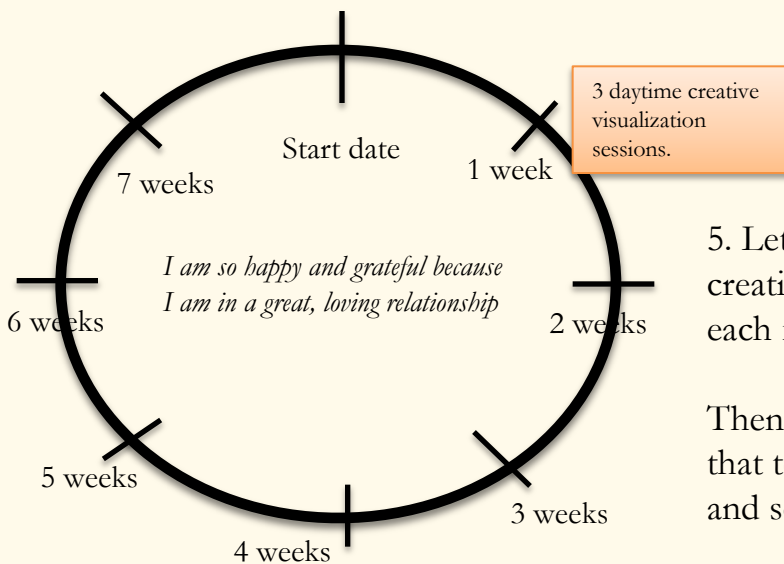 Start date
3 daytime creative
visualization
sessions.
1 week
7 weeks
I am so happy and grateful because
I am in a great, loving relationship
6 weeks
2 weeks
5 weeks
3 weeks
4 weeks
5. Let
creati
each
Then
that t
and s